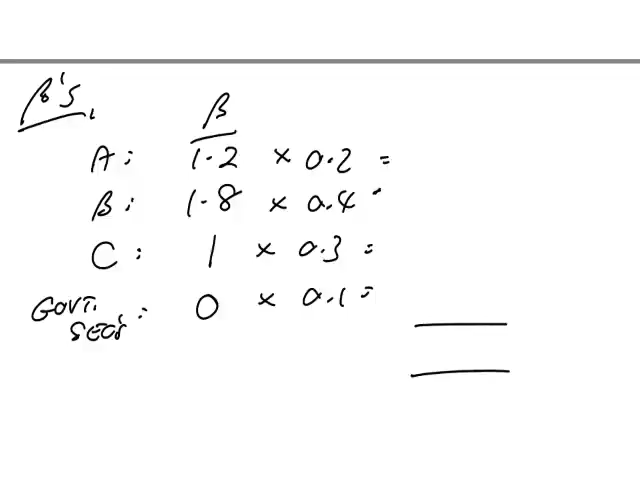 β's
β
A: 1.2 × 0.2 =
B: 1.8 × 0.4 =
C: 1 × 0.3 =
GOVT. SECS: 0 × 0.1 =